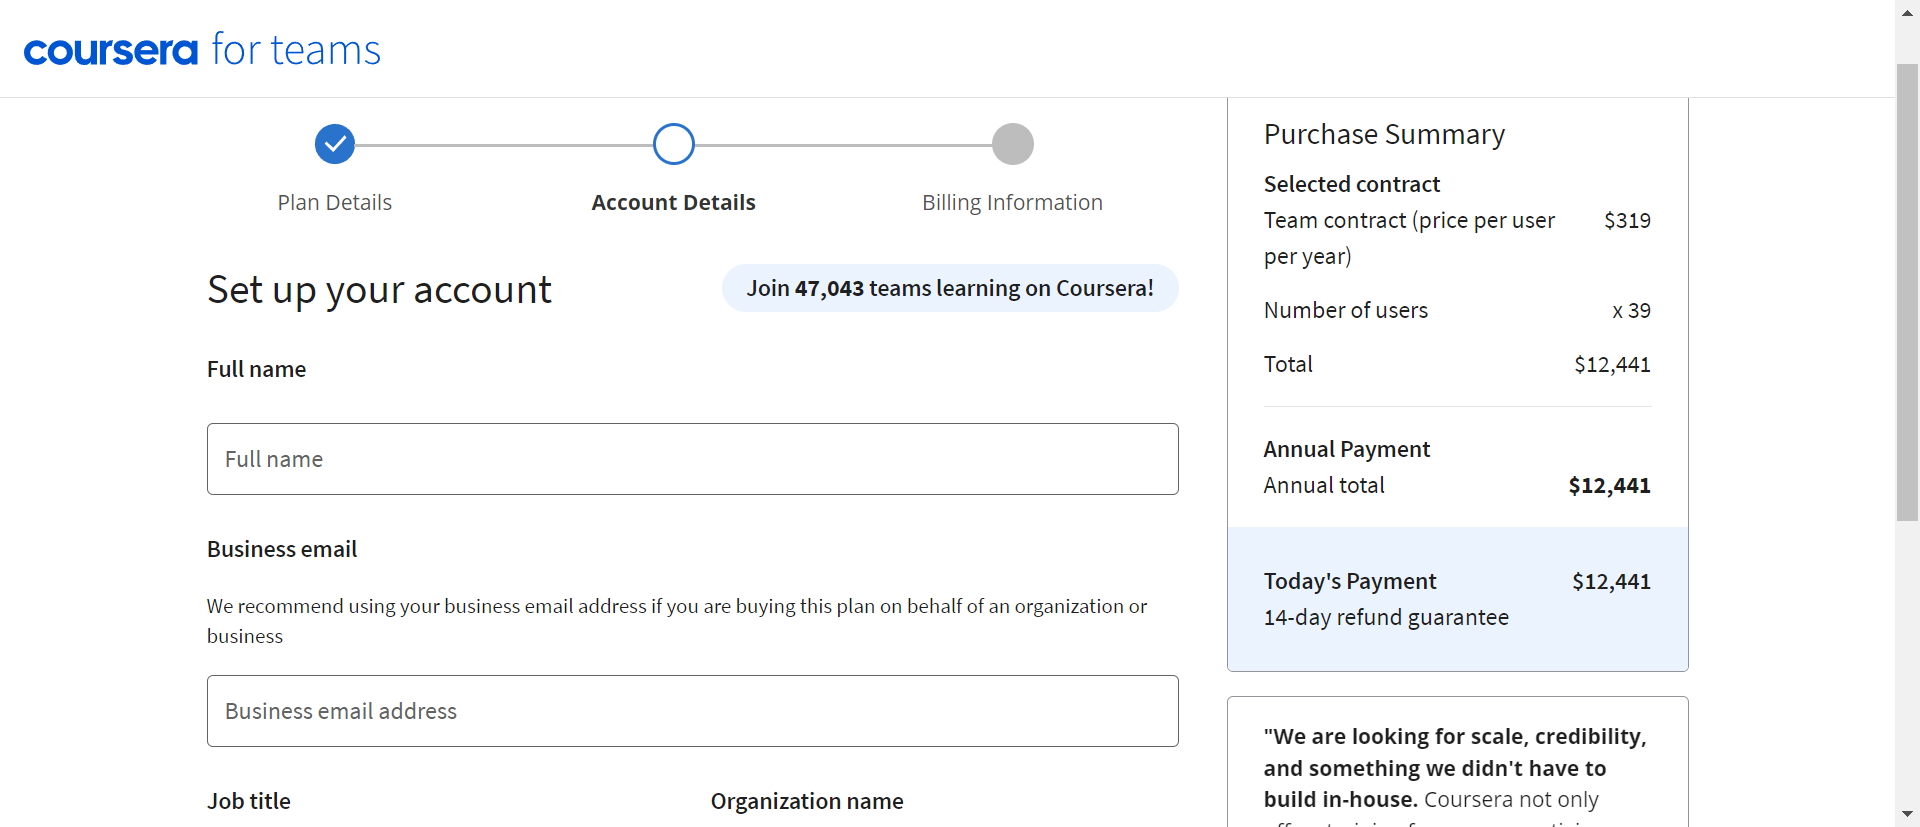 coursera for teams
Plan Details
Account Details
Billing Information
Set up your account
Join 47,043 teams learning on Coursera!
Full name
Full name
Business email
We recommend using your business email address if you are buying this plan on behalf of an organization or
business
Business email address
Job title
Organization name
Purchase Summary
Selected contract
Team contract (price per user $319
per year)
Number of users x 39
Total $12,441
Annual Payment
Annual total $12,441
Today's Payment $12,441
14-day refund guarantee
"We are looking for scale, credibility,
and something we didn't have to
build in-house. Coursera not only